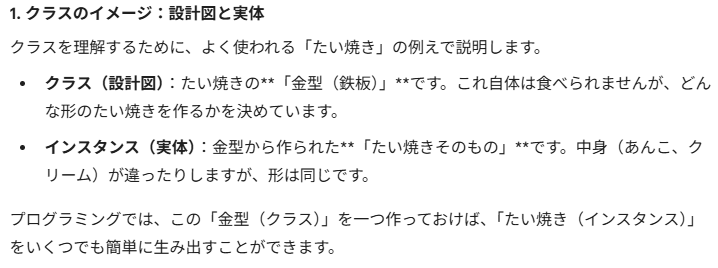 1. クラスのイメージ：設計図と実体
クラスを理解するために、よく使われる「たい焼き」の例えで説明します。
• クラス（設計図）：たい焼きの**「金型（鉄板）」**です。これ自体は食べられませんが、どん
な形のたい焼きを作るかを決めています。
• インスタンス（実体）：金型から作られた**「たい焼きそのもの」**です。中身（あんこ、ク
リーム）が違ったりしますが、形は同じです。
プログラミングでは、この「金型（クラス）」を一つ作っておけば、「たい焼き（インスタンス）」
をいくつでも簡単に生み出すことができます。